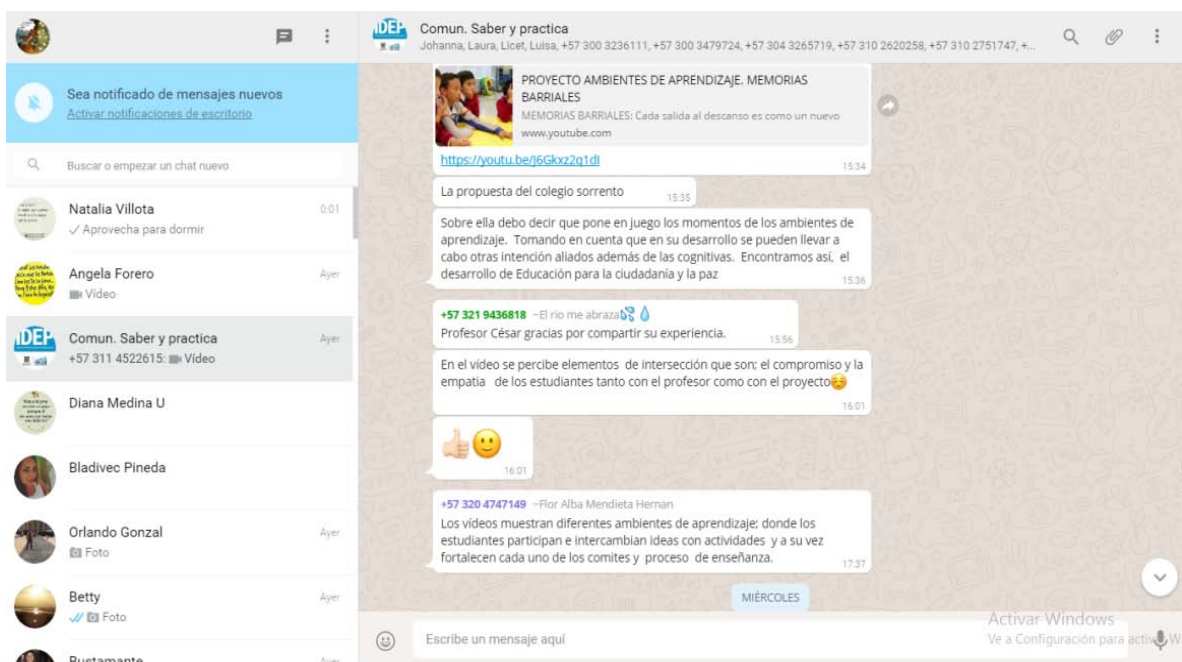 Sea notificado de mensajes nuevos
Activar notificaciones de escritorio
Buscar o empezar un chat nuevo
Natalia Villota
0:01
✓ Aprovecha para dormir
Angela Forero
Ayer
Vídeo
Comun. Saber y practica
Ayer
+57 311 4522615: Vídeo
Diana Medina U
Bladivec Pineda
Orlando Gonzal
Ayer
Foto
Betty
Ayer
Foto
Bustamante
Ayer
IDEP
Comun. Saber y practica
Johanna, Laura, Licet, Luisa, +57 300 3236111, +57 300 3479724, +57 304 3265719, +57 310 2620258, +57 310 2751747, +...
PROYECTO AMBIENTES DE APRENDIZAJE. MEMORIAS
BARRIALES
MEMORIAS BARRIALES: Cada salida al descanso es como un nuevo
www.youtube.com
https://youtu.be/J6Gkxz2q1dI
15:34
La propuesta del colegio sorrento
15:35
Sobre ella debo decir que pone en juego los momentos de los ambientes de
aprendizaje. Tomando en cuenta que en su desarrollo se pueden llevar a
cabo otras intención aliados además de las cognitivas. Encontramos así, el
desarrollo de Educación para la ciudadanía y la paz
15:36
+57 321 9436818 ~El rio me abraza💦💧
Profesor César gracias por compartir su experiencia.
15:56
En el vídeo se percibe elementos de intersección que son; el compromiso y la
empatia de los estudiantes tanto con el profesor como con el proyecto☺️
16:01
👍🏻🙂
16:01
+57 320 4747149 ~Flor Alba Mendieta Hernan
Los vídeos muestran diferentes ambientes de aprendizaje; donde los
estudiantes participan e intercambian ideas con actividades y a su vez
fortalecen cada uno de los comites y proceso de enseñanza.
17:37
MIÉRCOLES
Escribe un mensaje aquí
Activar Windows
Ve a Configuración para